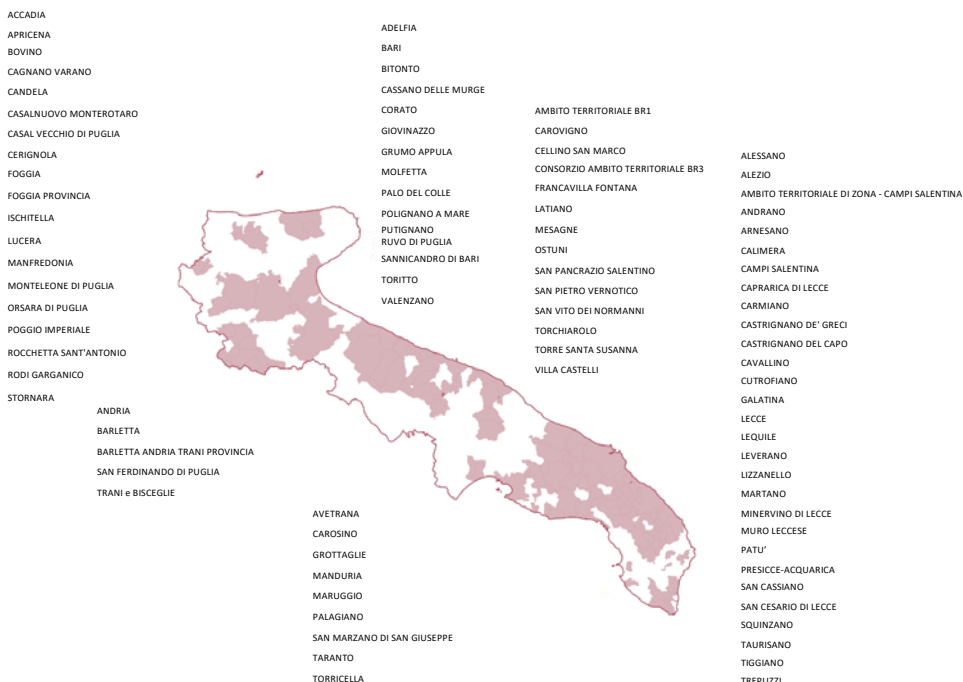 ACCADIA
APRICENA
BOVINO
CAGNANO VARANO
CANDELA
CASALNUOVO MONTEROTARO
CASAL VECCHIO DI PUGLIA
CERIGNOLA
FOGGIA
FOGGIA PROVINCIA
ISCHITELLA
LUCERA
MANFREDONIA
MONTELEONE DI PUGLIA
ORSARA DI PUGLIA
POGGIO IMPERIALE
ROCCHETTA SANT'ANTONIO
RODI GARGANICO
STORNARA
ANDRIA
BARLETTA
BARLETTA ANDRIA TRANI PROVINCIA
SAN FERDINANDO DI PUGLIA
TRANI e BISCEGLIE
ADELFIA
BARI
BITONTO
CASSANO DELLE MURGE
CORATO
GIOVINAZZO
GRUMO APPULA
MOLFETTA
PALO DEL COLLE
POLIGNANO A MARE
PUTIGNANO
RUVO DI PUGLIA
SANNICANDRO DI BARI
TORITTO
VALENZANO
AVETRANA
CAROSINO
GROTTAGLIE
MANDURIA
MARUGGIO
PALAGIANO
SAN MARZANO DI SAN GIUSEPPE
TARANTO
TORRICELLA
AMBITO TERRITORIALE BR1
CAROVIGNO
CELLINO SAN MARCO
CONSORZIO AMBITO TERRITORIALE BR3
FRANCAVILLA FONTANA
LATIANO
MESAGNE
OSTUNI
SAN PANCRAZIO SALENTINO
SAN PIETRO VERNOTICO
SAN VITO DEI NORMANNI
TORCHIAROLO
TORRE SANTA SUSANNA
VILLA CASTELLI
ALESSANO
ALEZIO
AMBITO TERRITORIALE DI ZONA - CAMPI SALENTINA
ANDRANO
ARNESANO
CALIMERA
CAMPI SALENTINA
CAPRARICA DI LECCE
CARMIANO
CASTRIGNANO DE' GRECI
CASTRIGNANO DEL CAPO
CAVALLINO
CUTROFIANO
GALATINA
LECCE
LEQUILE
LEVERANO
LIZZANELLO
MARTANO
MINERVINO DI LECCE
MURO LECCESE
PATU'
PRESICCE-ACQUARICA
SAN CASSIANO
SAN CESARIO DI LECCE
SQUINZANO
TAURISANO
TIGGIANO
TREPUZZI